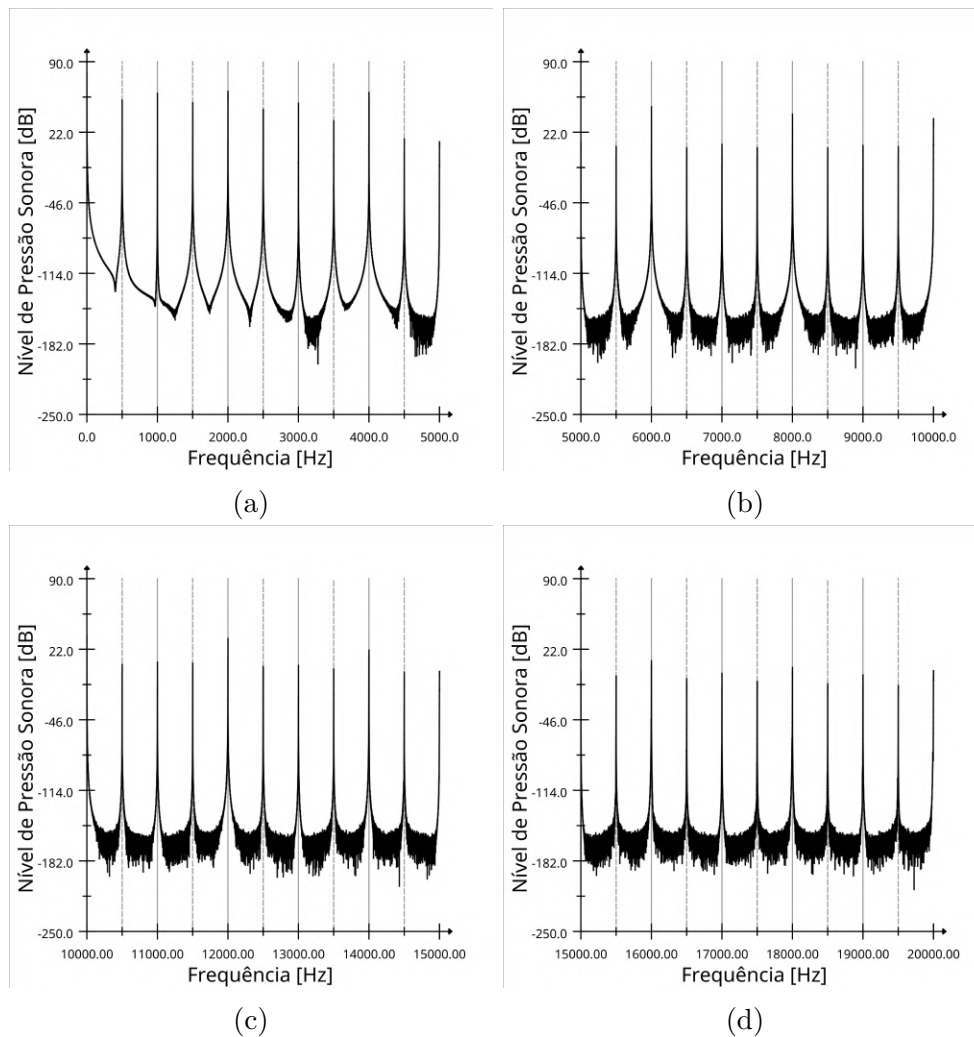 90.0
22.0
-46.0
-114.0
-182.0
-250.0
Nível de Pressão Sonora [dB]
0.0 1000.0 2000.0 3000.0 4000.0 5000.0
Frequência [Hz]
(a)
90.0
22.0
-46.0
-114.0
-182.0
-250.0
Nível de Pressão Sonora [dB]
5000.0 6000.0 7000.0 8000.0 9000.0 10000.0
Frequência [Hz]
(b)
90.0
22.0
-46.0
-114.0
-182.0
-250.0
Nível de Pressão Sonora [dB]
10000.00 11000.00 12000.00 13000.00 14000.00 15000.00
Frequência [Hz]
(c)
90.0
22.0
-46.0
-114.0
-182.0
-250.0
Nível de Pressão Sonora [dB]
15000.00 16000.00 17000.00 18000.00 19000.00 20000.00
Frequência [Hz]
(d)